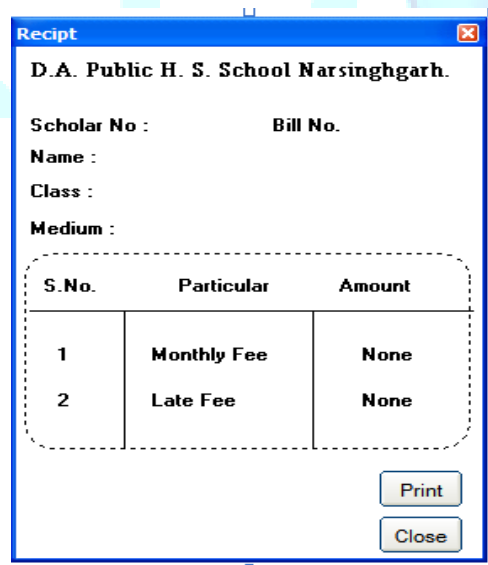 Recipt
D.A. Public H. S. School Narsinghgarh.
Scholar No : Bill No.
Name :
Class :
Medium :
S.No. Particular Amount
1 Monthly Fee None
2 Late Fee None
Print
Close